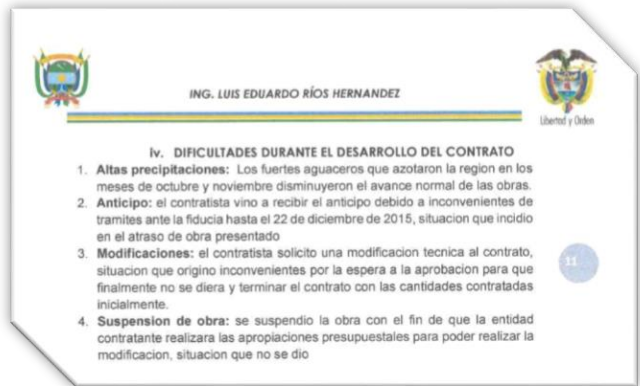 ING. LUIS EDUARDO RÍOS HERNANDEZ
Libertad y Orden
iv. DIFICULTADES DURANTE EL DESARROLLO DEL CONTRATO
1. Altas precipitaciones: Los fuertes aguaceros que azotaron la region en los
meses de octubre y noviembre disminuyeron el avance normal de las obras.
2. Anticipo: el contratista vino a recibir el anticipo debido a inconvenientes de
tramites ante la fiducia hasta el 22 de diciembre de 2015, situacion que incidio
en el atraso de obra presentado
3. Modificaciones: el contratista solicito una modificacion tecnica al contrato,
situacion que origino inconvenientes por la espera a la aprobacion para que
finalmente no se diera y terminar el contrato con las cantidades contratadas
inicialmente.
11
4. Suspension de obra: se suspendio la obra con el fin de que la entidad
contratante realizara las apropiaciones presupuestales para poder realizar la
modificacion, situacion que no se dio